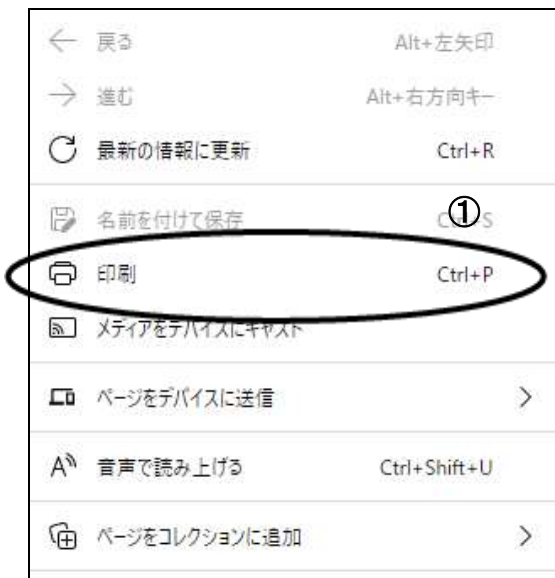 戻る Alt+左矢印
進む Alt+右方向キー
最新の情報に更新 Ctrl+R
①
名前を付けて保存 Ctrl+S
印刷 Ctrl+P
メディアをデバイスにキャスト
ページをデバイスに送信
音声で読み上げる Ctrl+Shift+U
ページをコレクションに追加